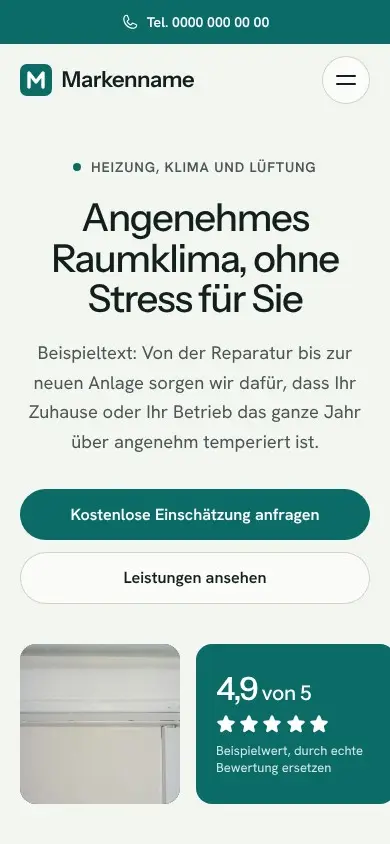 Tel. 0000 000 00 00
M Markenname
HEIZUNG, KLIMA UND LÜFTUNG
Angenehmes
Raumklima, ohne
Stress für Sie
Beispieltext: Von der Reparatur bis zur
neuen Anlage sorgen wir dafür, dass Ihr
Zuhause oder Ihr Betrieb das ganze Jahr
über angenehm temperiert ist.
Kostenlose Einschätzung anfragen
Leistungen ansehen
4,9 von 5
Beispielwert, durch echte
Bewertung ersetzen